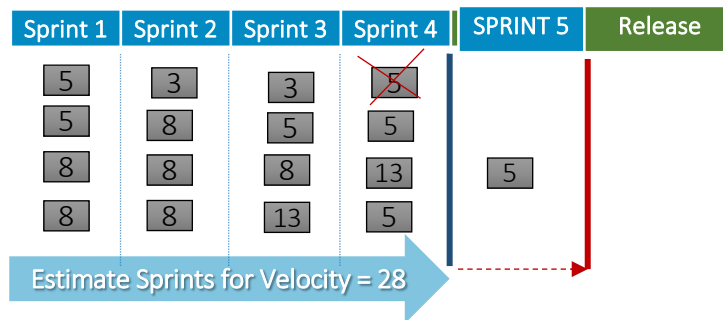 Sprint 1 Sprint 2 Sprint 3 Sprint 4 SPRINT 5 Release
5 3 3 5
5 8 5 5
8 8 8 13 5
8 8 13 5
Estimate Sprints for Velocity = 28